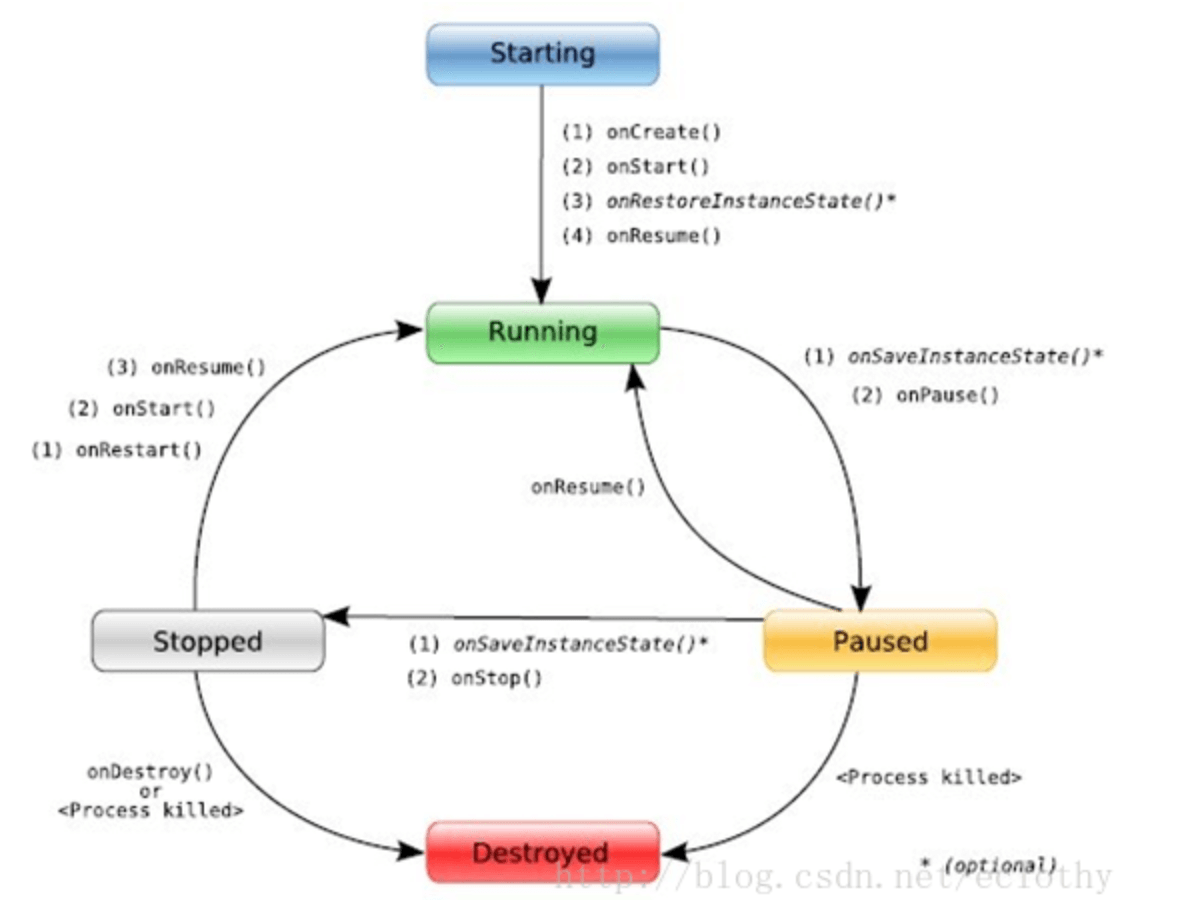 Starting
(1) onCreate()
(2) onStart()
(3) onRestoreInstanceState()*
(4) onResume()
Running
(3) onResume()
(2) onStart()
(1) onRestart()
(1) onSaveInstanceState()*
(2) onPause()
onResume()
Stopped
Paused
(1) onSaveInstanceState()*
(2) onStop()
onDestroy()
or
<Process killed>
<Process killed>
Destroyed
* (optional)
http://blog.csdn.net/eclothy